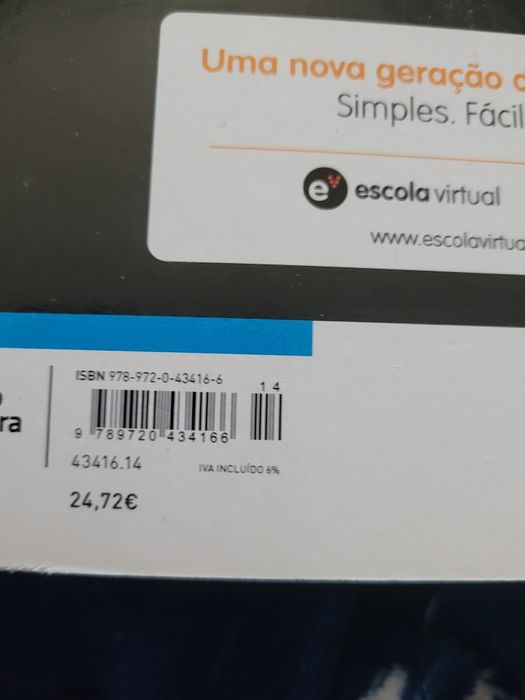 Uma nova geração d
Simples. Fácil
e escola virtual
www.escolavirtua
ra
ISBN 978-972-0-43416-6
1 4
9 789720 434166
43416.14
IVA INCLUÍDO 6%
24,72€